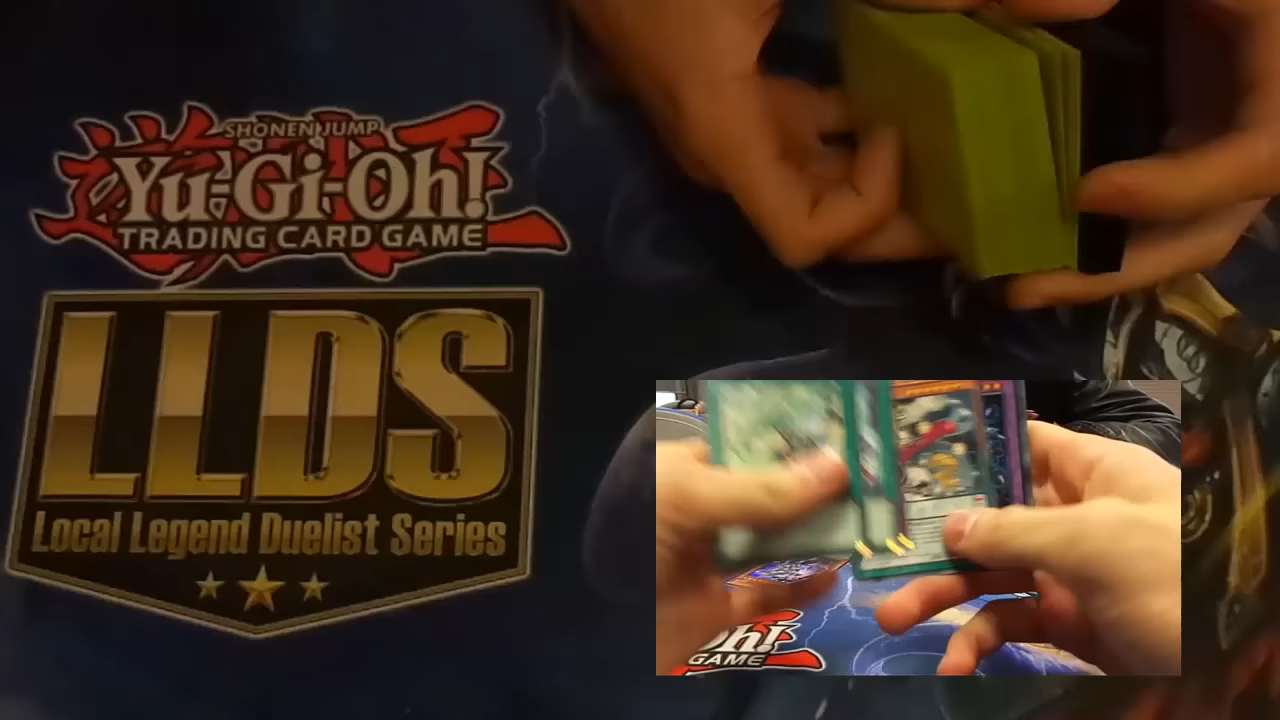 SHONEN JUMP
Yu-Gi-Oh!
TRADING CARD GAME
LLDS
Local Legend Duelist Series
Oh!
GAME